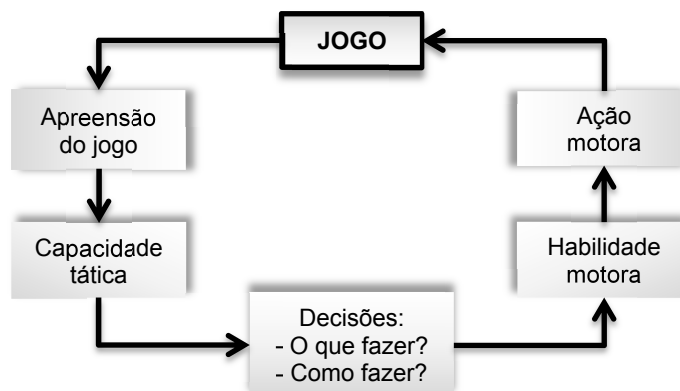 JOGO
Apreensão
do jogo
Capacidade
tática
Decisões:
- O que fazer?
- Como fazer?
Habilidade
motora
Ação
motora